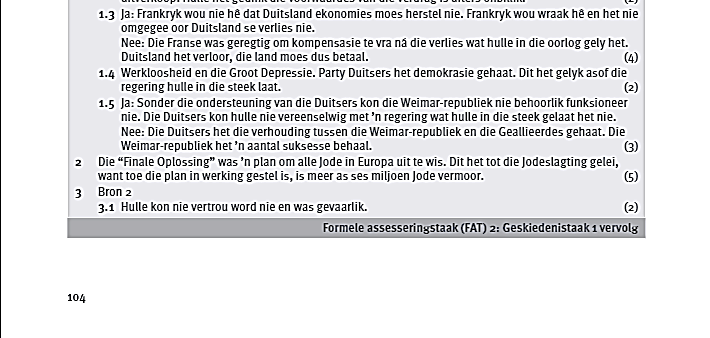 1.3 Ja: Frankryk wou nie hê dat Duitsland ekonomies moes herstel nie. Frankryk wou wraak hê en het nie
omgegee oor Duitsland se verlies nie.
Nee: Die Franse was geregtig om kompensasie te vra ná die verlies wat hulle in die oorlog gely het.
Duitsland het verloor, die land moes dus betaal. (4)
1.4 Werkloosheid en die Groot Depressie. Party Duitsers het demokrasie gehaat. Dit het gelyk asof die
regering hulle in die steek laat. (2)
1.5 Ja: Sonder die ondersteuning van die Duitsers kon die Weimar-republiek nie behoorlik funksioneer
nie. Die Duitsers kon hulle nie vereenselwig met 'n regering wat hulle in die steek gelaat het nie.
Nee: Die Duitsers het die verhouding tussen die Weimar-republiek en die Geallieerdes gehaat. Die
Weimar-republiek het 'n aantal suksesse behaal. (3)
2 Die “Finale Oplossing” was 'n plan om alle Jode in Europa uit te wis. Dit het tot die Jodeslagting gelei,
want toe die plan in werking gestel is, is meer as ses miljoen Jode vermoor. (5)
3 Bron 2
3.1 Hulle kon nie vertrou word nie en was gevaarlik. (2)
Formele assesseringstaak (FAT) 2: Geskiedenistaak 1 vervolg
104